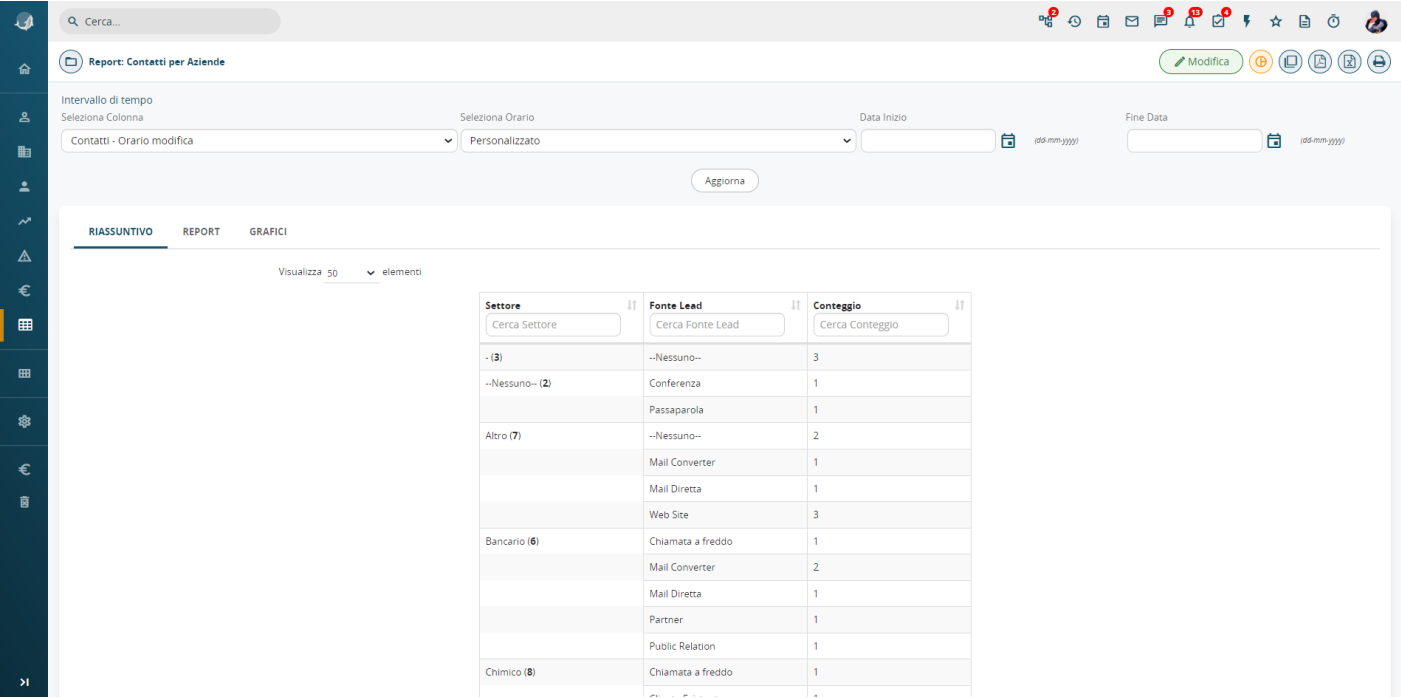 Cerca...
2
3
13
4
Report: Contatti per Aziende
Modifica
Intervallo di tempo
Seleziona Colonna Seleziona Orario Data Inizio Fine Data
Contatti - Orario modifica Personalizzato (dd-mm-yyyy) (dd-mm-yyyy)
Aggiorna
RIASSUNTIVO REPORT GRAFICI
Visualizza 50 elementi
Settore Fonte Lead Conteggio
Cerca Settore Cerca Fonte Lead Cerca Conteggio
- (3) --Nessuno-- 3
--Nessuno-- (2) Conferenza 1
Passaparola 1
Altro (7) --Nessuno-- 2
Mail Converter 1
Mail Diretta 1
Web Site 3
Bancario (6) Chiamata a freddo 1
Mail Converter 2
Mail Diretta 1
Partner 1
Public Relation 1
Chimico (8) Chiamata a freddo 1